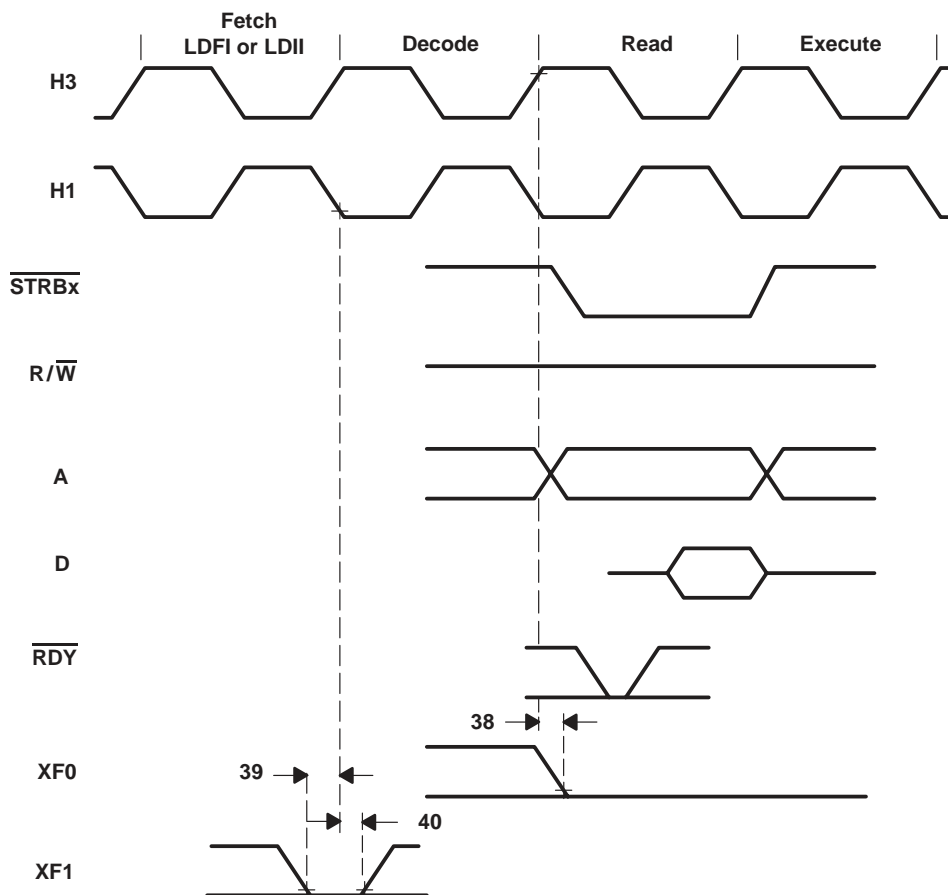 Fetch
LDFI or LDII
Decode
Read
Execute
H3
H1
STRBx
R/W
A
D
RDY
38
XF0
39
40
XF1